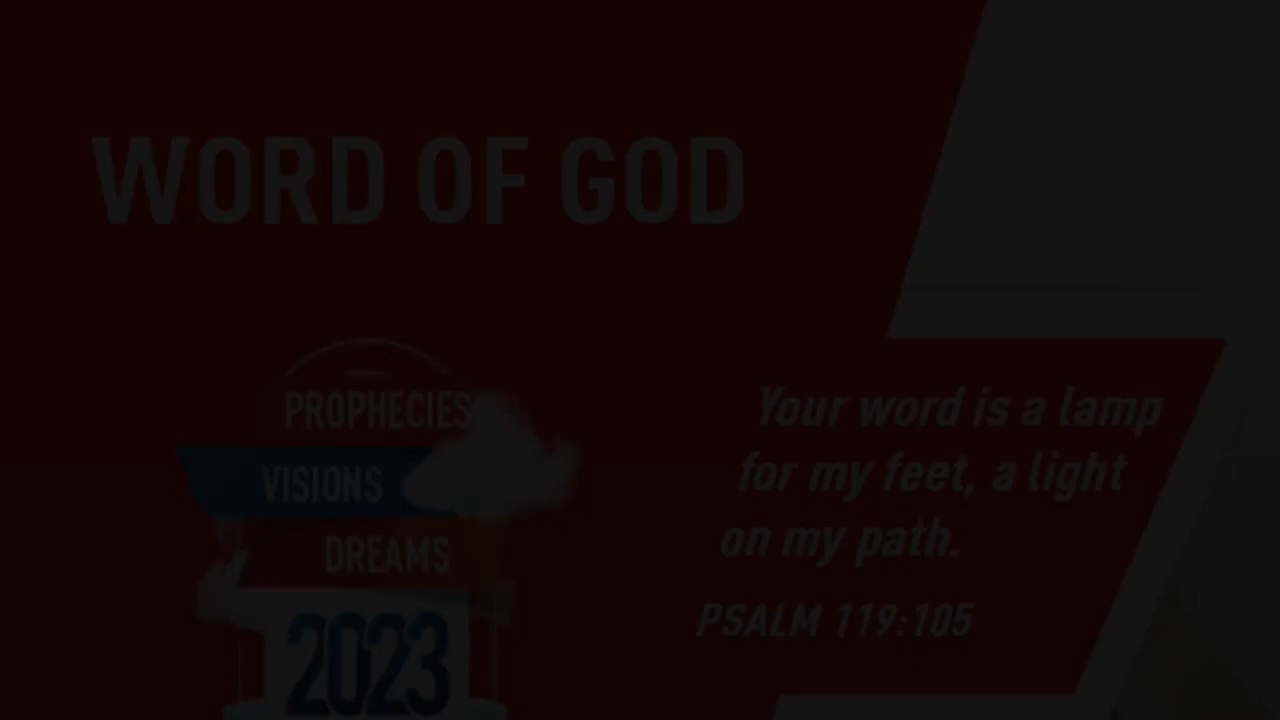 WORD OF GOD
PROPHECIES
VISIONS
DREAMS
2023
Your word is a lamp
for my feet, a light
on my path.
PSALM 119:105